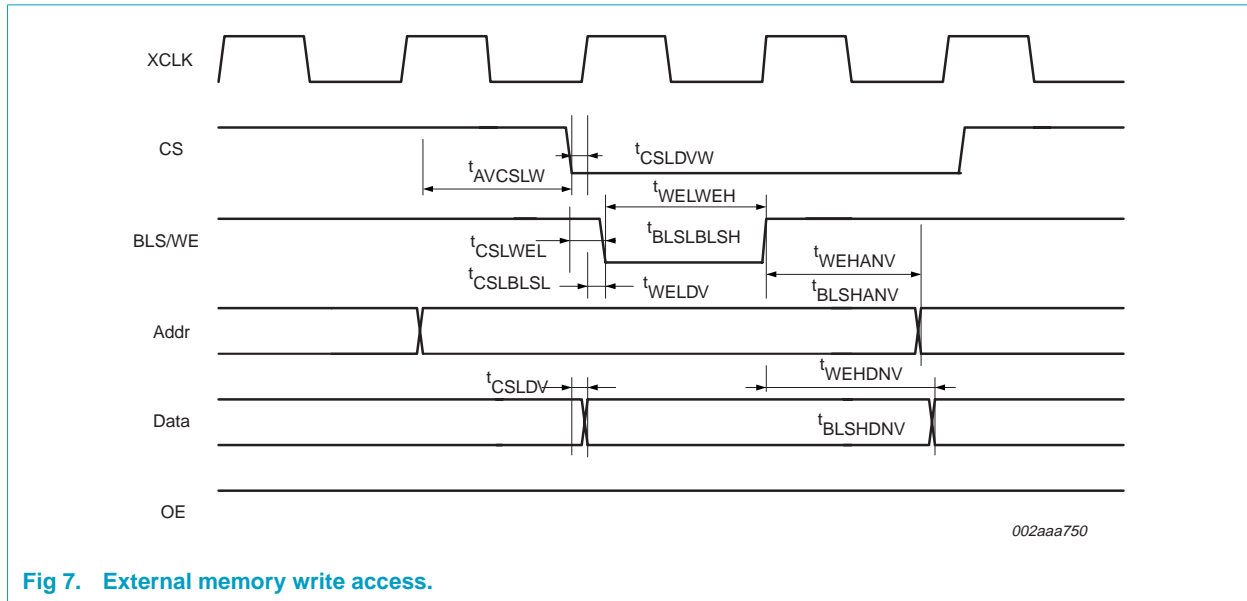 XCLK
CS
tCSLDVW
tAVCSLW
tWELWEH
BLS/WE
tCSLWEL
tBLSLBLSH
tWEHANV
tCSLBLSL
tWELDV
tBLSHANV
Addr
tCSLDV
tWEHDNV
Data
tBLSHDNV
OE
002aaa750
Fig 7. External memory write access.